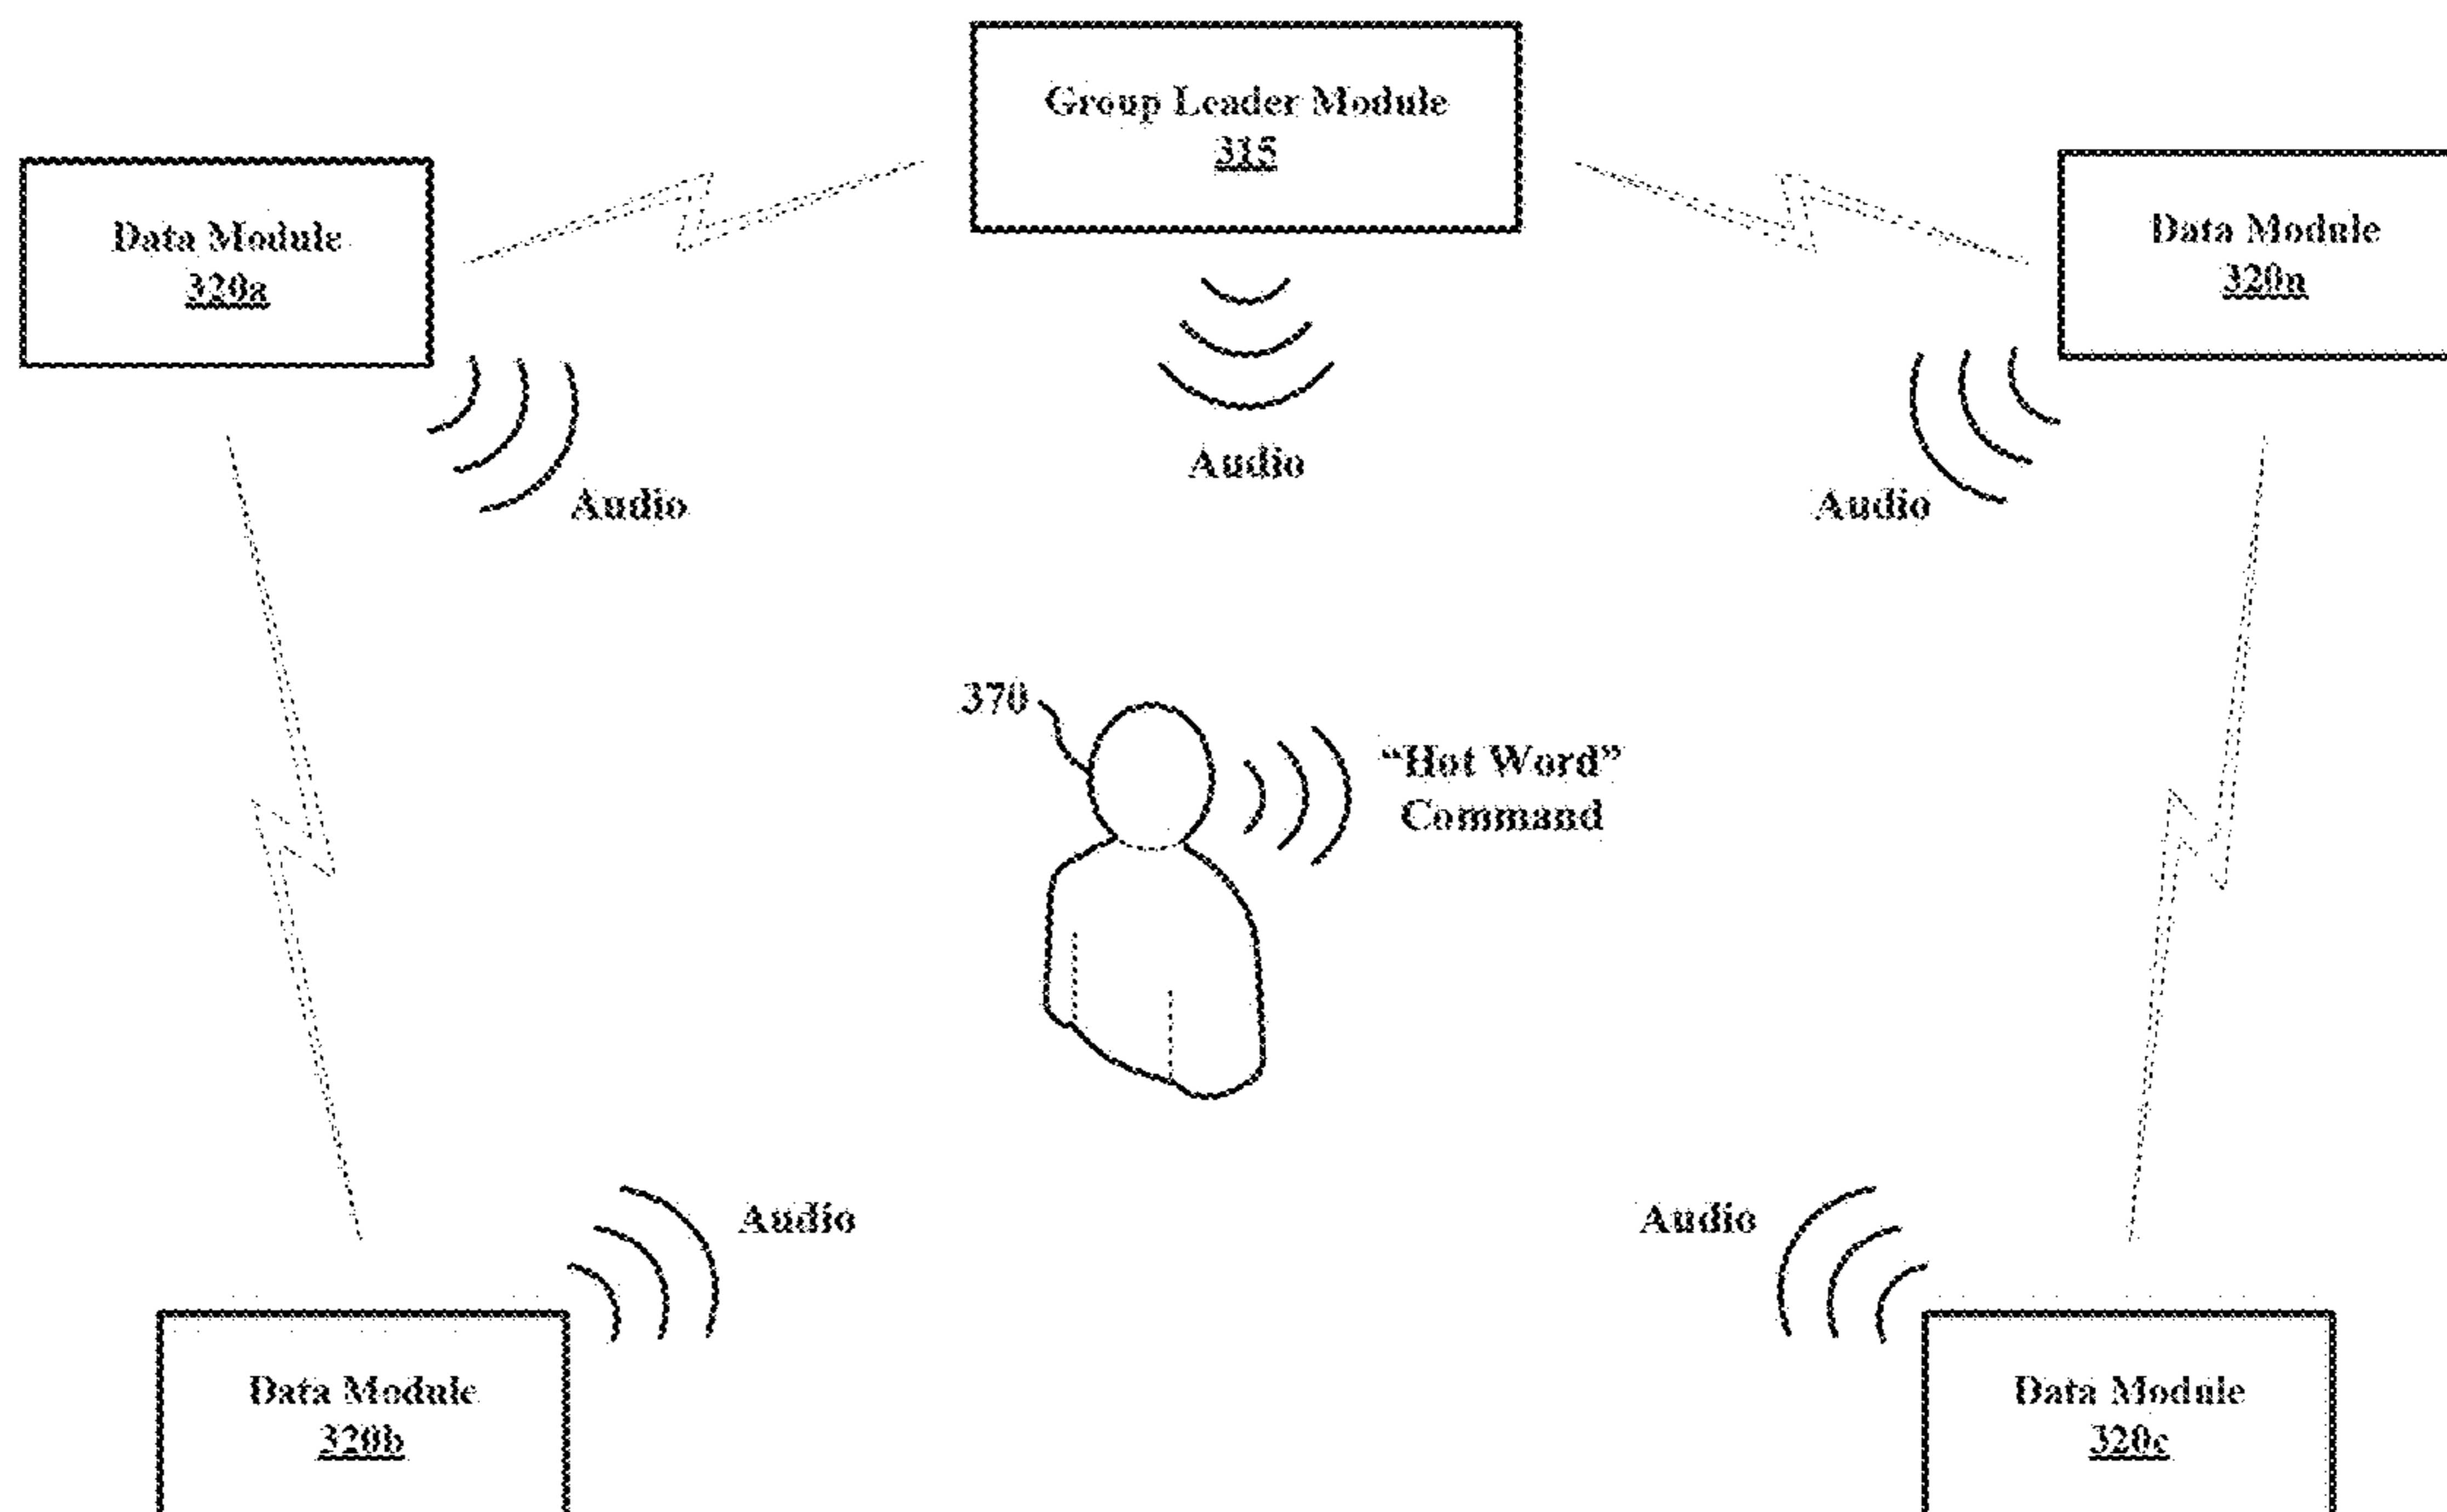 Group Leader Module
315
Data Module
320a
Data Module
320n
Audio
Audio
Audio
370
“Hot Word”
Command
Audio
Audio
Data Module
320b
Data Module
320c